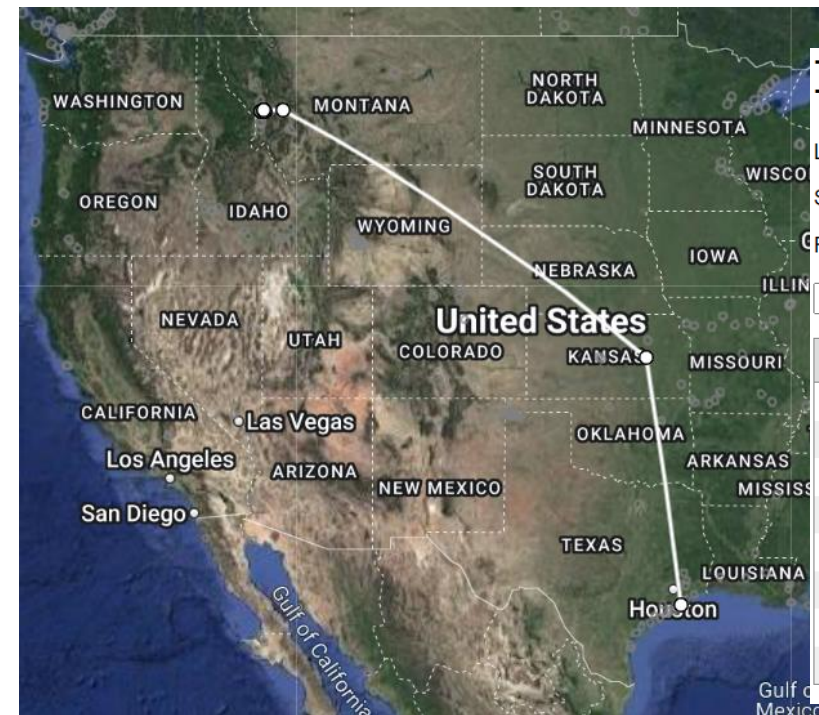 WASHINGTON
MONTANA
NORTH
DAKOTA
MINNESOTA
SOUTH
DAKOTA
WISCO
OREGON
IDAHO
WYOMING
IOWA
NEBRASKA
ILLIN
NEVADA
United States
UTAH
COLORADO
KANSAS
MISSOURI
CALIFORNIA
Las Vegas
OKLAHOMA
Los Angeles
ARIZONA
ARKANSAS
NEW MEXICO
MISSISS
San Diego
TEXAS
LOUISIANA
Houston
Gulf of California
Gulf o
Mexico